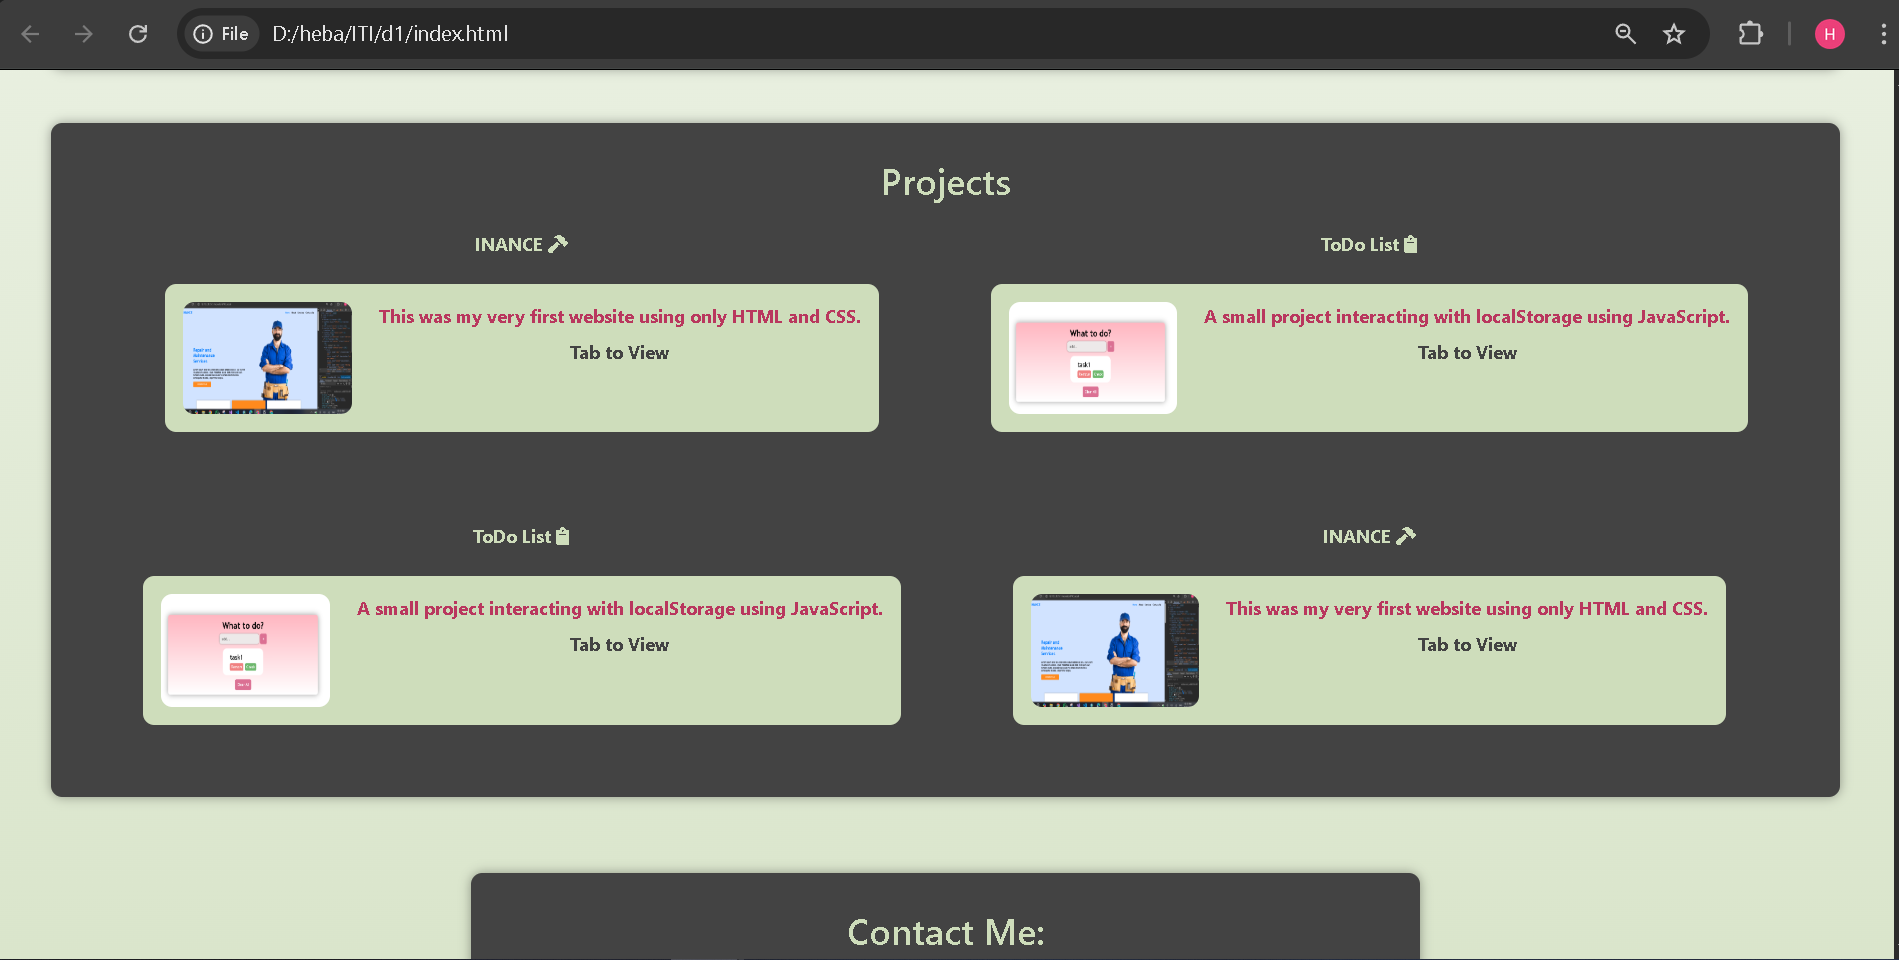 File D:/heba/ITI/d1/index.html
H
Projects
INANCE
ToDo List
This was my very first website using only HTML and CSS.
Tab to View
A small project interacting with localStorage using JavaScript.
Tab to View
What to do?
task1
ToDo List
INANCE
A small project interacting with localStorage using JavaScript.
Tab to View
This was my very first website using only HTML and CSS.
Tab to View
What to do?
task1
Contact Me: